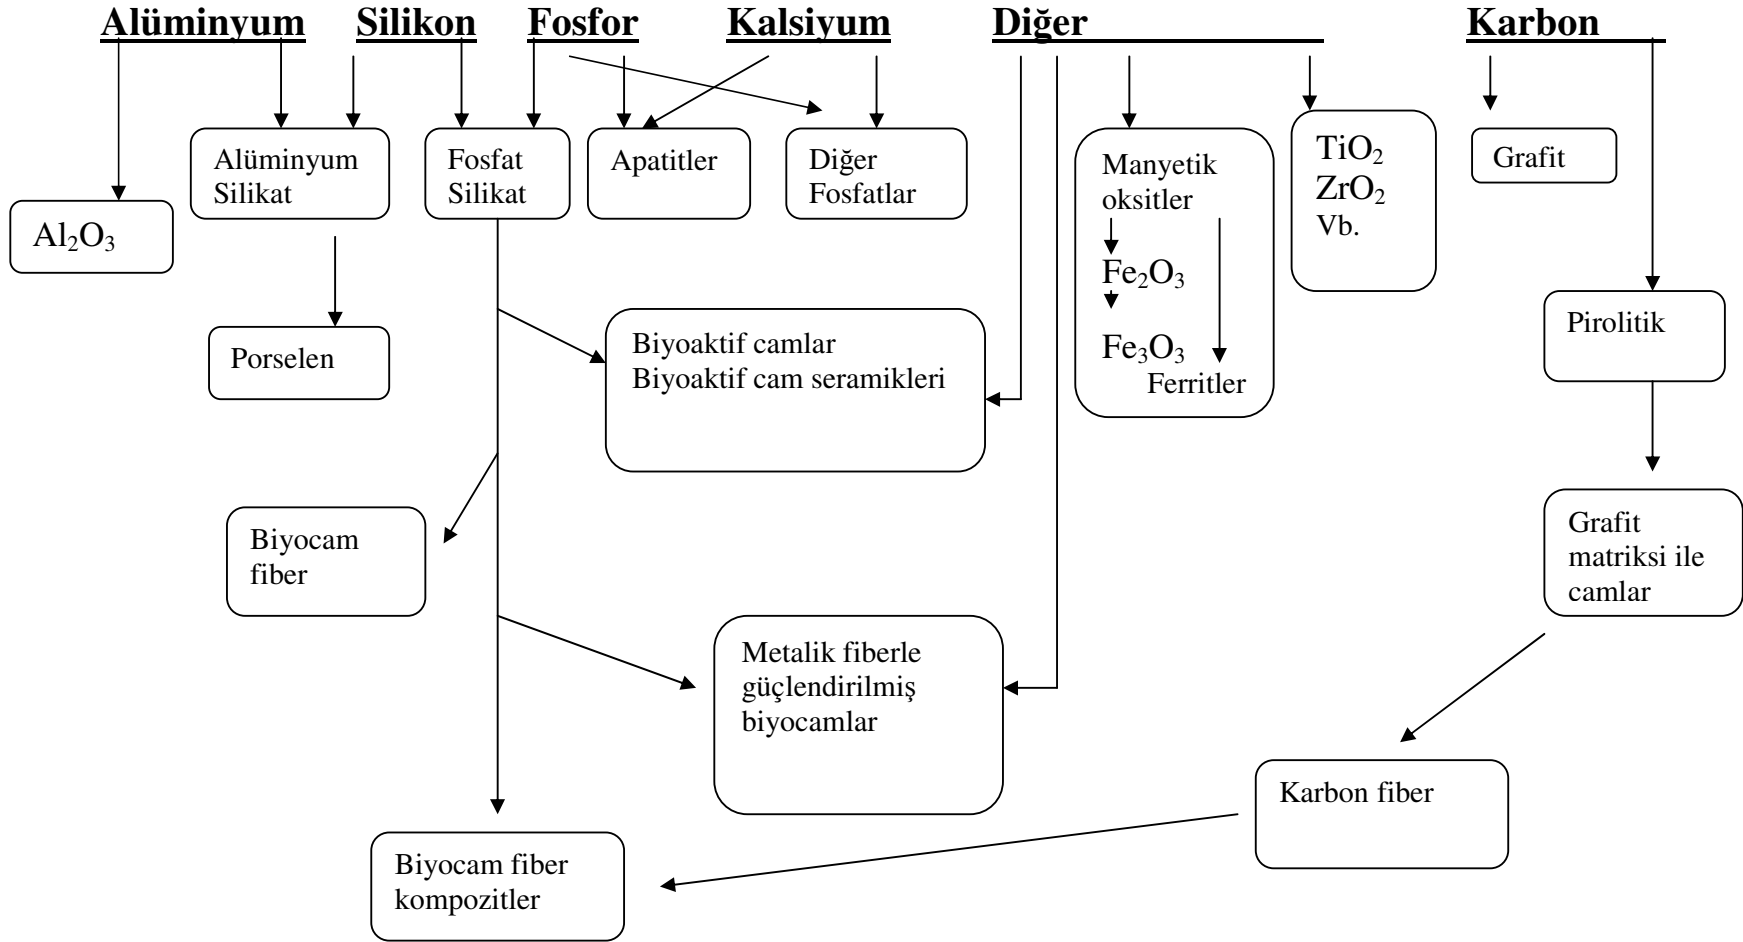 Alüminyum Silikon Fosfor Kalsiyum Diğer Karbon
Alüminyum
Silikat
Fosfat
Silikat
Apatitler
Diğer
Fosfatlar
Manyetik
oksitler
Fe₂O₃
Fe₃O₃
Ferritler
TiO₂
ZrO₂
Vb.
Grafit
Al₂O₃
Porselen
Biyoaktif camlar
Biyoaktif cam seramikleri
Pirolitik
Biyocam
fiber
Grafit
matriksi ile
camlar
Metalik fiberle
güçlendirilmiş
biyocamlar
Karbon fiber
Biyocam fiber
kompozitler